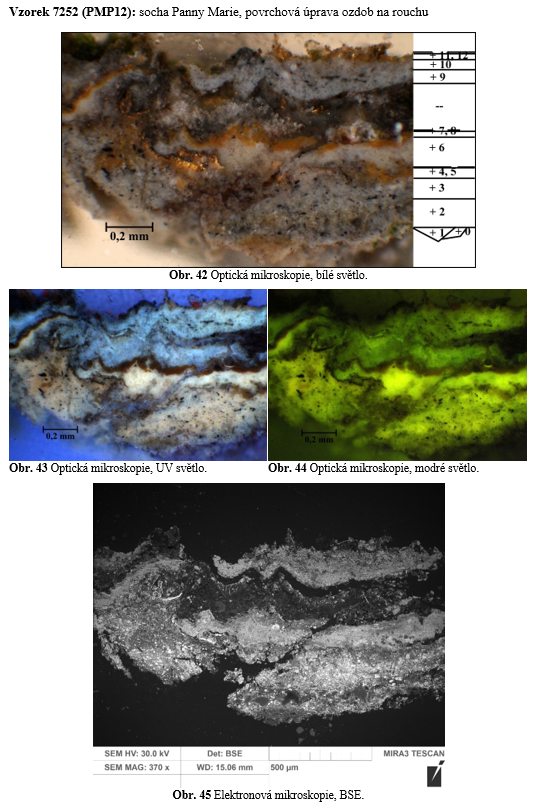 Vzorek 7252 (PMP12): socha Panny Marie, povrchová úprava ozdob na rouchu
+ 11, 12
+ 10
+ 9
--
+ 7, 8
+ 6
+ 4, 5
+ 3
+ 2
+ 1 + 0
0,2 mm
Obr. 42 Optická mikroskopie, bílé světlo.
0,2 mm
0,2 mm
Obr. 43 Optická mikroskopie, UV světlo.
Obr. 44 Optická mikroskopie, modré světlo.
SEM HV: 30.0 kV Det: BSE MIRA3 TESCAN
SEM MAG: 370 x WD: 15.06 mm 500 µm
Obr. 45 Elektronová mikroskopie, BSE.